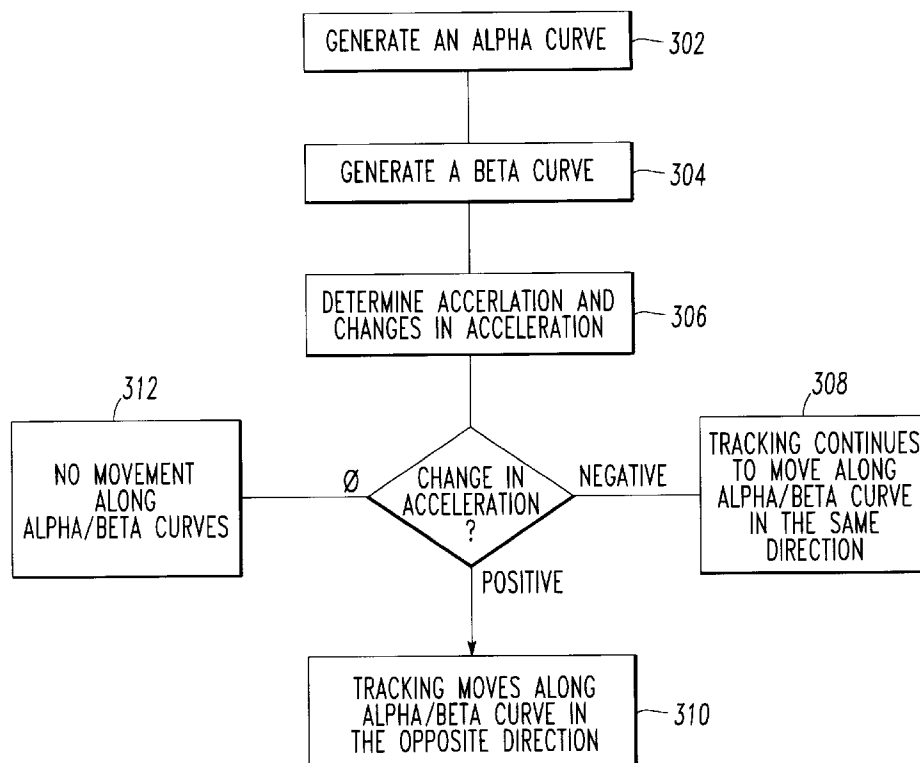 GENERATE AN ALPHA CURVE
302
GENERATE A BETA CURVE
304
DETERMINE ACCERLATION AND
CHANGES IN ACCELERATION
306
312
NO MOVEMENT
ALONG
ALPHA/BETA CURVES
Ø
CHANGE IN
ACCELERATION
?
NEGATIVE
308
TRACKING CONTINUES
TO MOVE ALONG
ALPHA/BETA CURVE
IN THE SAME
DIRECTION
POSITIVE
TRACKING MOVES ALONG
ALPHA/BETA CURVE IN
THE OPPOSITE DIRECTION
310